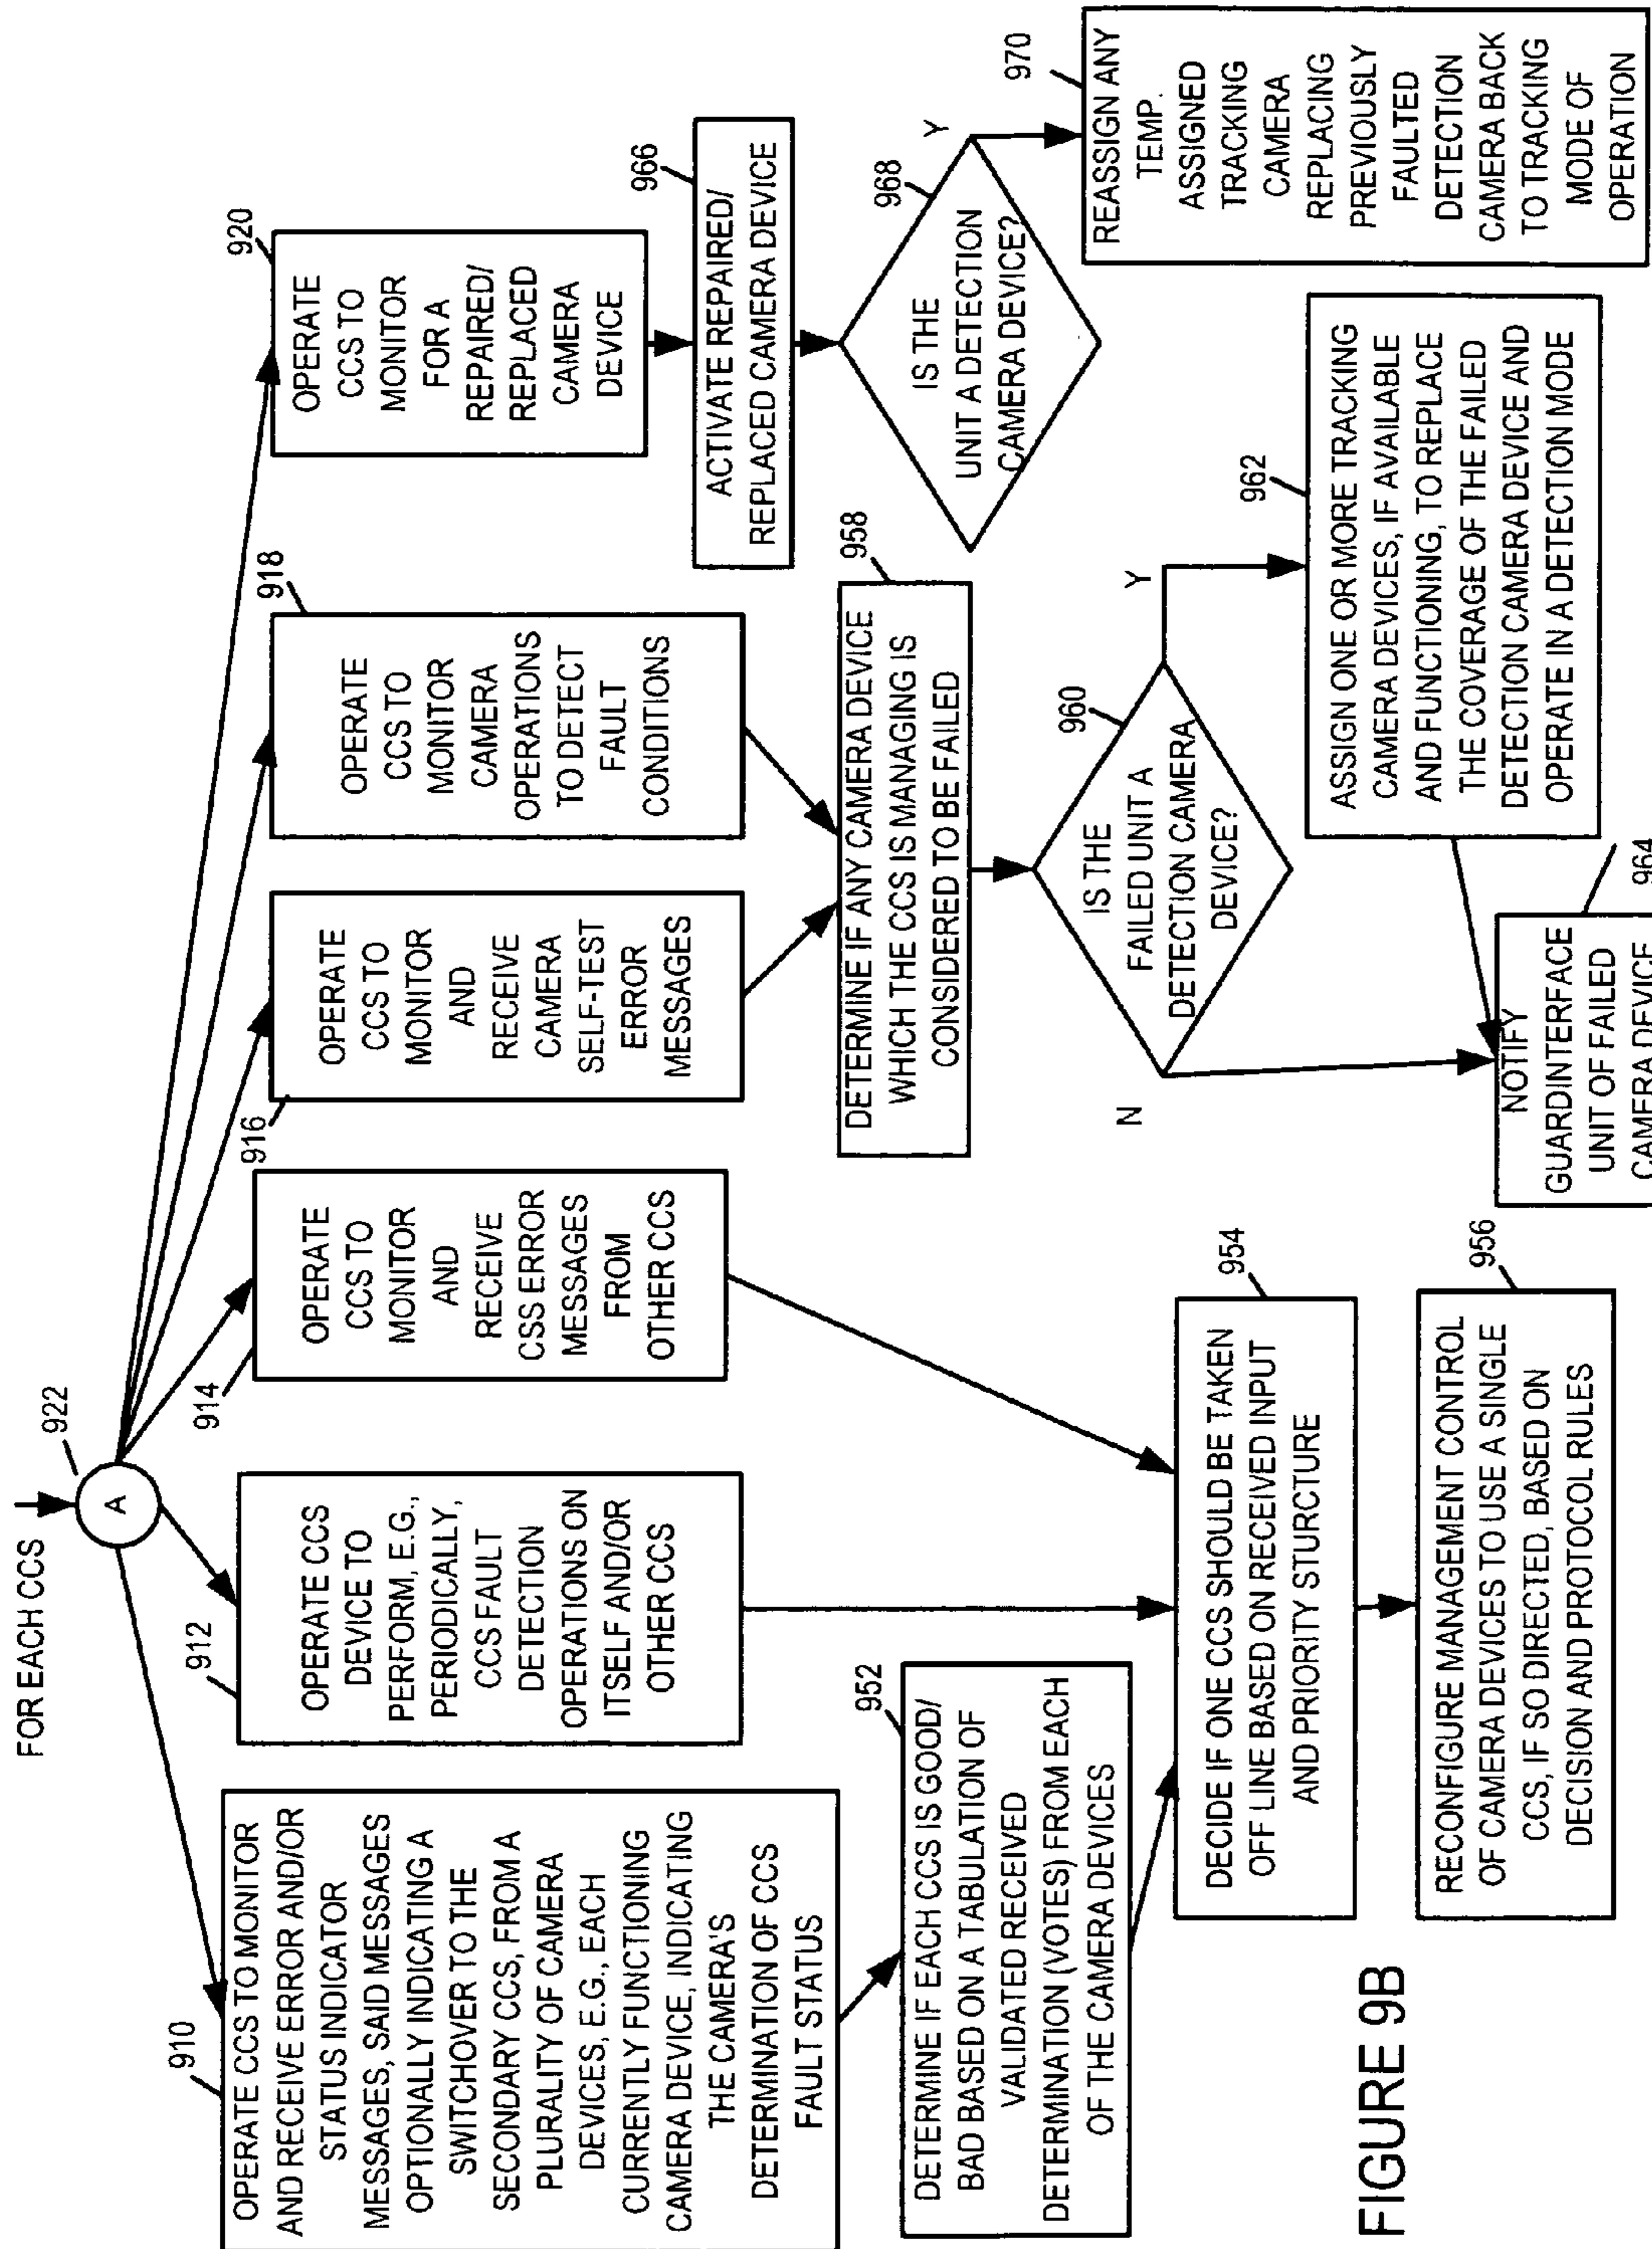 FOR EACH CCS
A
922
910
OPERATE CCS TO MONITOR
AND RECEIVE ERROR AND/OR
STATUS INDICATOR
MESSAGES, SAID MESSAGES
OPTIONALLY INDICATING A
SWITCHOVER TO THE
SECONDARY CCS, FROM A
PLURALITY OF CAMERA
DEVICES, E.G., EACH
CURRENTLY FUNCTIONING
CAMERA DEVICE, INDICATING
THE CAMERA'S
DETERMINATION OF CCS
FAULT STATUS
912
OPERATE CCS
DEVICE TO
PERFORM, E.G.,
PERIODICALLY,
CCS FAULT
DETECTION
OPERATIONS ON
ITSELF AND/OR
OTHER CCS
914
OPERATE
CCS TO
MONITOR
AND
RECEIVE
CSS ERROR
MESSAGES
FROM
OTHER CCS
916
OPERATE
CCS TO
MONITOR
AND
RECEIVE
CAMERA
SELF-TEST
ERROR
MESSAGES
918
OPERATE
CCS TO
MONITOR
CAMERA
OPERATIONS
TO DETECT
FAULT
CONDITIONS
920
OPERATE
CCS TO
MONITOR
FOR A
REPAIRED/
REPLACED
CAMERA
DEVICE
952
DETERMINE IF EACH CCS IS GOOD/
BAD BASED ON A TABULATION OF
VALIDATED RECEIVED
DETERMINATION (VOTES) FROM EACH
OF THE CAMERA DEVICES
954
DECIDE IF ONE CCS SHOULD BE TAKEN
OFF LINE BASED ON RECEIVED INPUT
AND PRIORITY STURCTURE
956
RECONFIGURE MANAGEMENT CONTROL
OF CAMERA DEVICES TO USE A SINGLE
CCS, IF SO DIRECTED, BASED ON
DECISION AND PROTOCOL RULES
958
DETERMINE IF ANY CAMERA DEVICE
WHICH THE CCS IS MANAGING IS
CONSIDERED TO BE FAILED
960
IS THE
FAILED UNIT A
DETECTION CAMERA
DEVICE?
N
Y
962
ASSIGN ONE OR MORE TRACKING
CAMERA DEVICES, IF AVAILABLE
AND FUNCTIONING, TO REPLACE
THE COVERAGE OF THE FAILED
DETECTION CAMERA DEVICE AND
OPERATE IN A DETECTION MODE
964
NOTIFY
GUARDINTERFACE
UNIT OF FAILED
CAMERA DEVICE
966
ACTIVATE REPAIRED/
REPLACED CAMERA DEVICE
968
IS THE
UNIT A DETECTION
CAMERA DEVICE?
Y
970
REASSIGN ANY
TEMP.
ASSIGNED
TRACKING
CAMERA
REPLACING
PREVIOUSLY
FAULTED
DETECTION
CAMERA BACK
TO TRACKING
MODE OF
OPERATION
FIGURE 9B